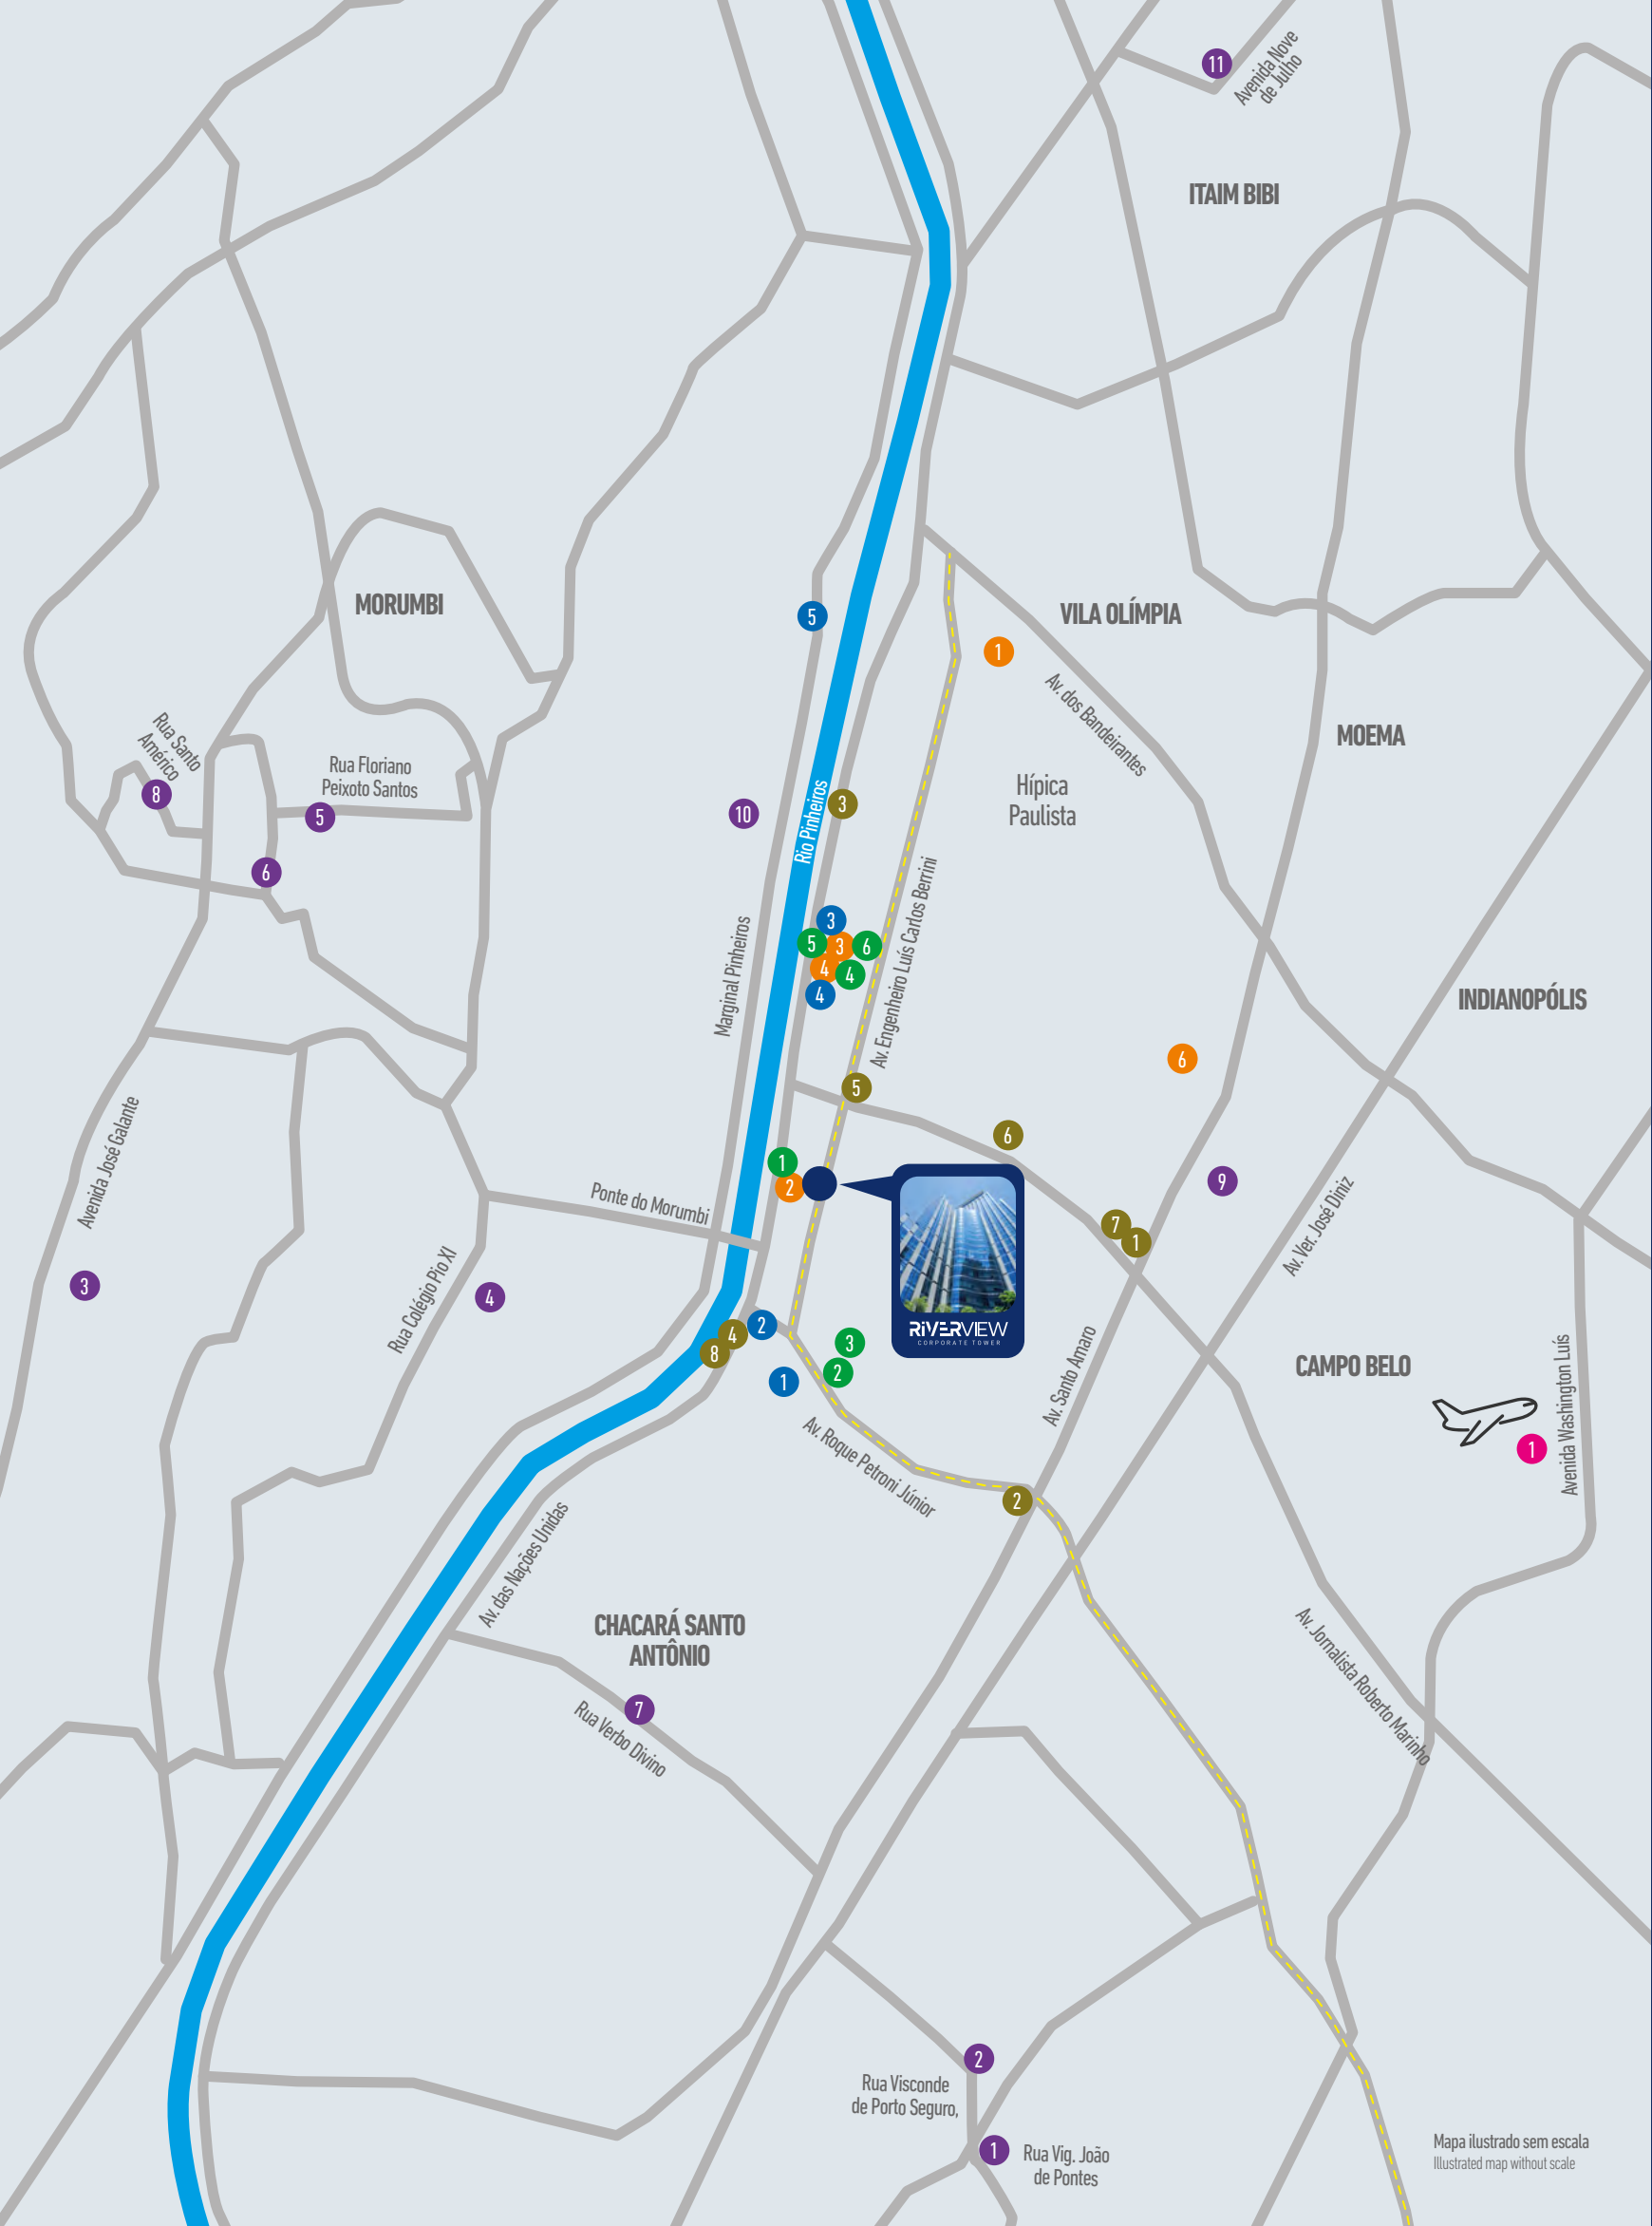 11
Avenida Nove
de Julho
ITAIM BIBI
MORUMBI
5
VILA OLÍMPIA
1
Av. dos Bandeirantes
MOEMA
Rua Santo
Américo
8
Rua Floriano
Peixoto Santos
5
6
10
Rio Pinheiros
3
Hípica
Paulista
Marginal Pinheiros
3
5
3
6
4
4
4
Av. Engenheiro Luís Carlos Berrini
INDIANÓPOLIS
6
5
6
Avenida José Galante
1
2
Ponte do Morumbi
9
7
1
Av. Ver. José Diniz
3
Rua Colégio Pio XI
4
RiVERVIEW
CORPORATE TOWER
2
4
8
3
2
1
Av. Santo Amaro
CAMPO BELO
Avenida Washington Luís
1
Av. Roque Petroni Júnior
2
Av. das Nações Unidas
CHACARÁ SANTO
ANTÔNIO
7
Rua Verbo Divino
Av. Jornalista Roberto Marinho
2
Rua Visconde
de Porto Seguro,
1
Rua Vig. João
de Pontes
Mapa ilustrado sem escala
Illustrated map without scale